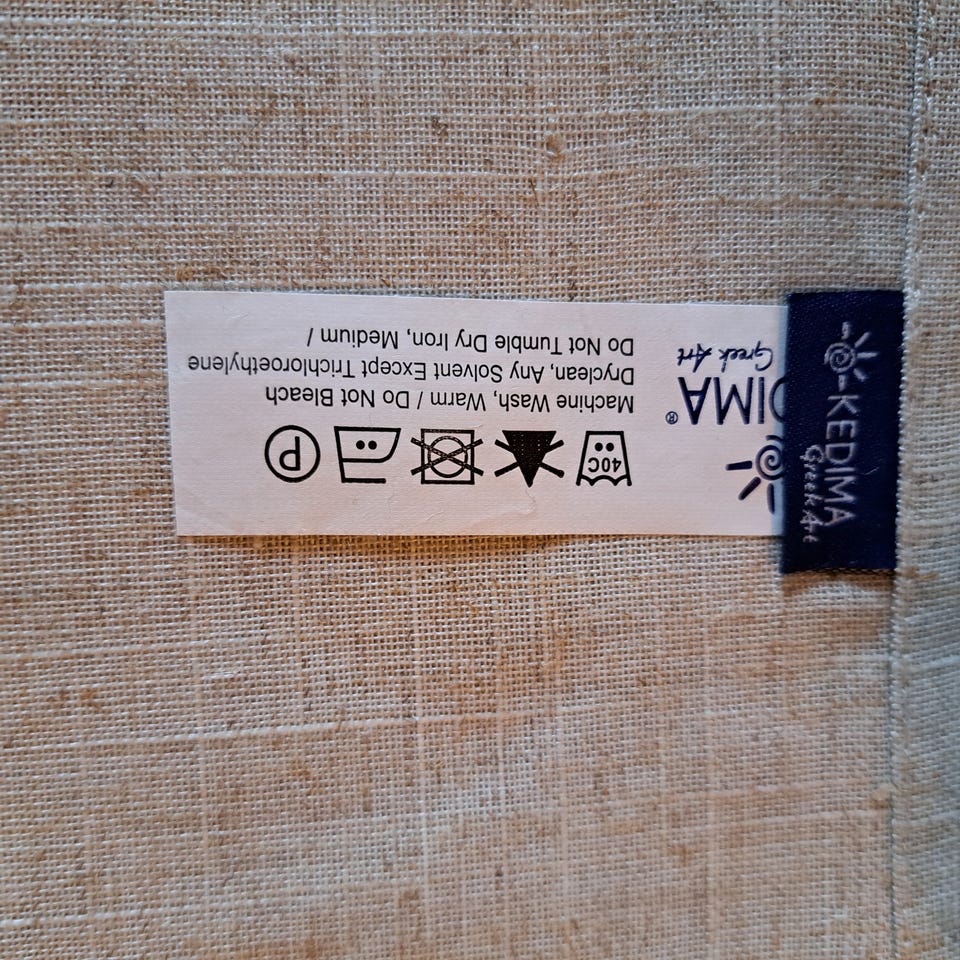 KEDIMA
Greek Art
DIMA®
Greek Art
40C
P
Machine Wash, Warm / Do Not Bleach
Dryclean, Any Solvent Except Trichloroethylene
Do Not Tumble Dry Iron, Medium /